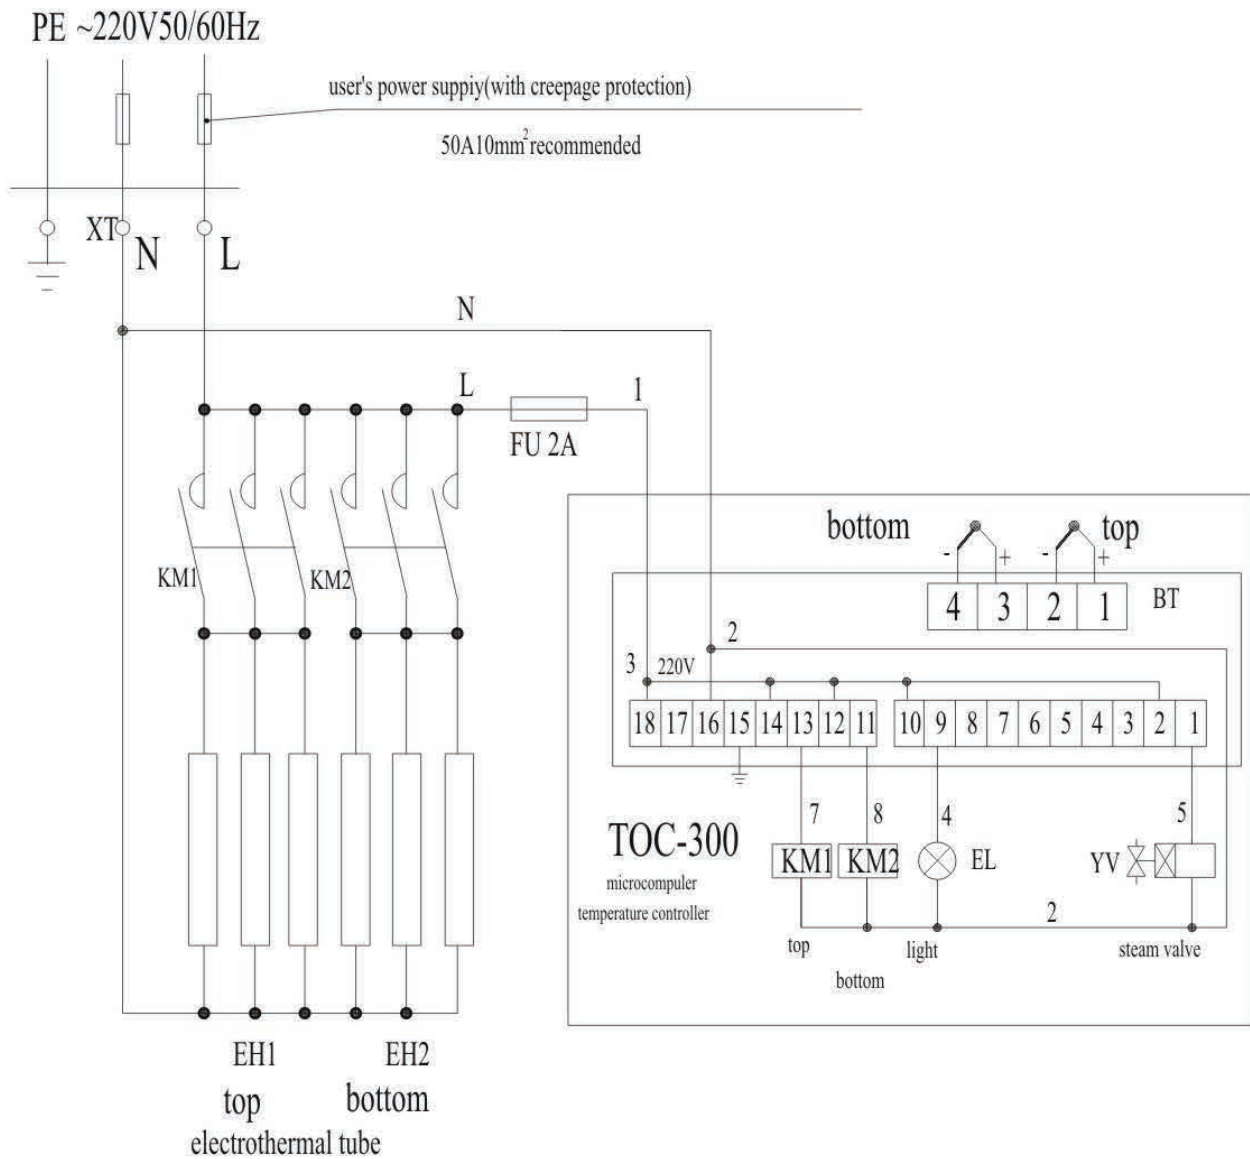 PE ~220V50/60Hz
user's power suppiy(with creepage protection)
50A10mm² recommended
XT
N
L
N
L
1
FU 2A
bottom
top
-
+
-
+
KM1
KM2
4 3 2 1
BT
2
3
220V
18 17 16 15 14 13 12 11 10 9 8 7 6 5 4 3 2 1
7
8
4
5
TOC-300
KM1
KM2
EL
YV
microcompuler
temperature controller
2
top
light
steam valve
bottom
EH1
EH2
top
bottom
electrothermal tube